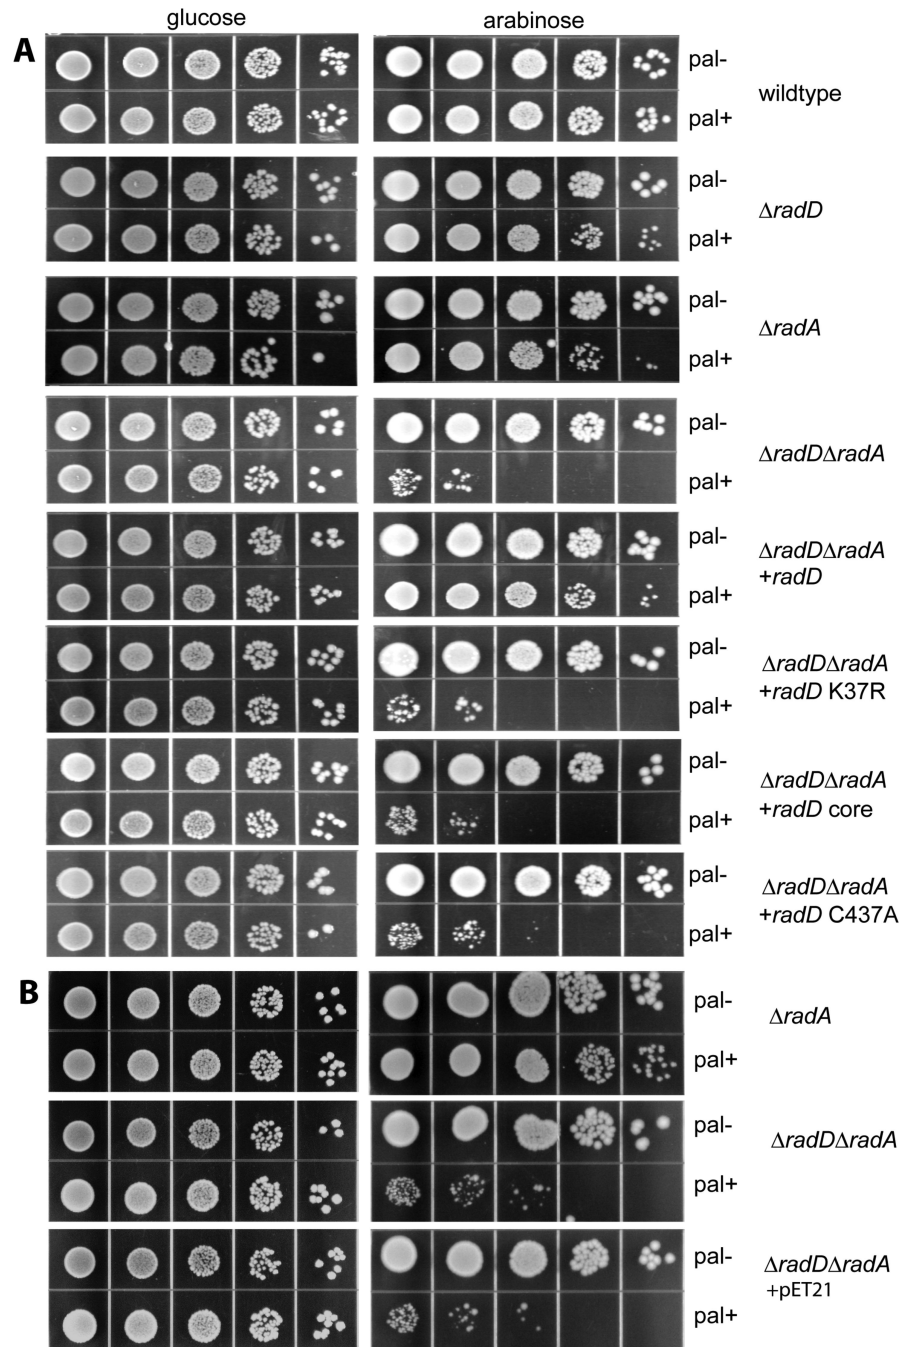 glucose
arabinose
A
pal-
wildtype
pal+
pal-
ΔradD
pal+
pal-
ΔradA
pal+
pal-
ΔradDΔradA
pal+
pal-
ΔradDΔradA
+radD
pal+
pal-
ΔradDΔradA
+radD K37R
pal+
pal-
ΔradDΔradA
+radD core
pal+
pal-
ΔradDΔradA
+radD C437A
pal+
B
pal-
ΔradA
pal+
pal-
ΔradDΔradA
pal+
pal-
ΔradDΔradA
+pET21
pal+